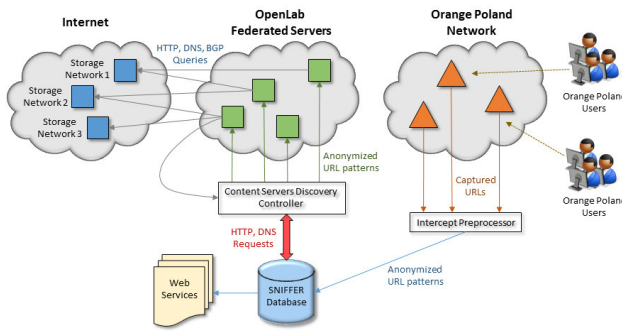 Internet
OpenLab
Federated Servers
Orange Poland
Network
Storage
Network 1
Storage
Network 2
Storage
Network 3
HTTP, DNS, BGP
Queries
Orange Poland
Users
Anonymized
URL patterns
Captured
URLs
Orange Poland
Users
Content Servers Discovery
Controller
Intercept Preprocessor
HTTP, DNS
Requests
Web
Services
SNIFFER
Database
Anonymized
URL patterns